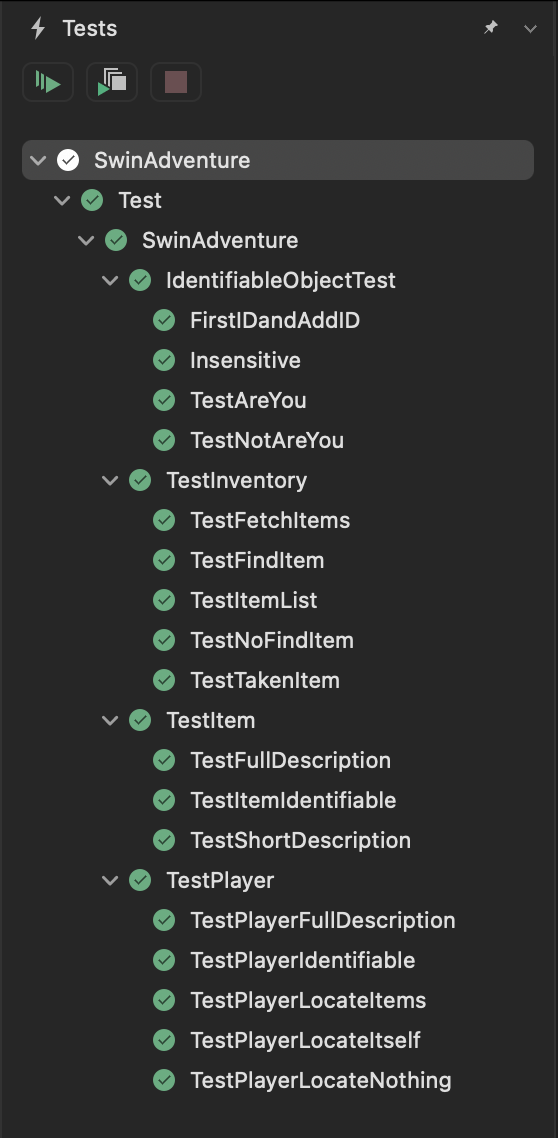 Tests
SwinAdventure
Test
SwinAdventure
IdentifiableObjectTest
FirstIDandAddID
Insensitive
TestAreYou
TestNotAreYou
TestInventory
TestFetchItems
TestFindItem
TestItemList
TestNoFindItem
TestTakenItem
TestItem
TestFullDescription
TestItemIdentifiable
TestShortDescription
TestPlayer
TestPlayerFullDescription
TestPlayerIdentifiable
TestPlayerLocateItems
TestPlayerLocateItself
TestPlayerLocateNothing